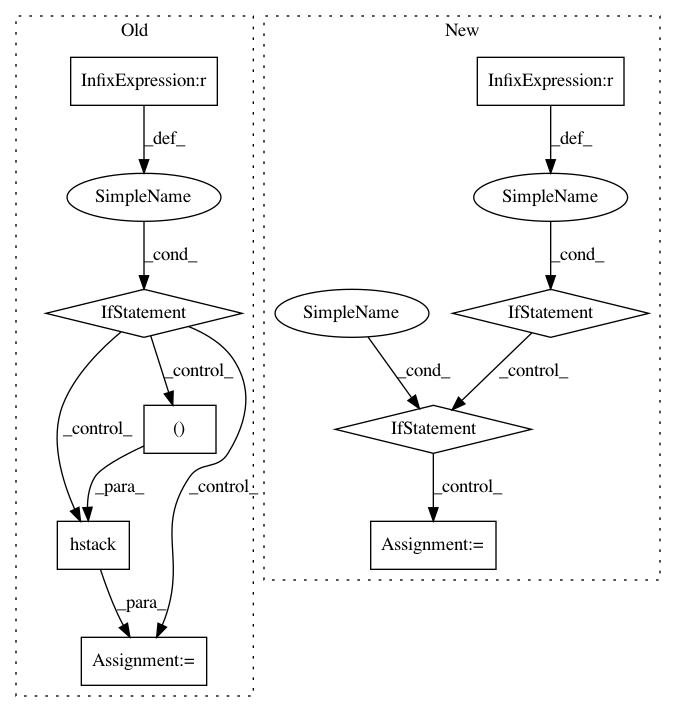 Old
New
InfixExpression:r
InfixExpression:r
_def_
_def_
SimpleName
SimpleName
_cond_
_cond_
IfStatement
SimpleName
IfStatement
_control_
_cond_
_control_
_control_
()
_control_
IfStatement
_para_
_control_
hstack
Assignment:=
_para_
Assignment:=